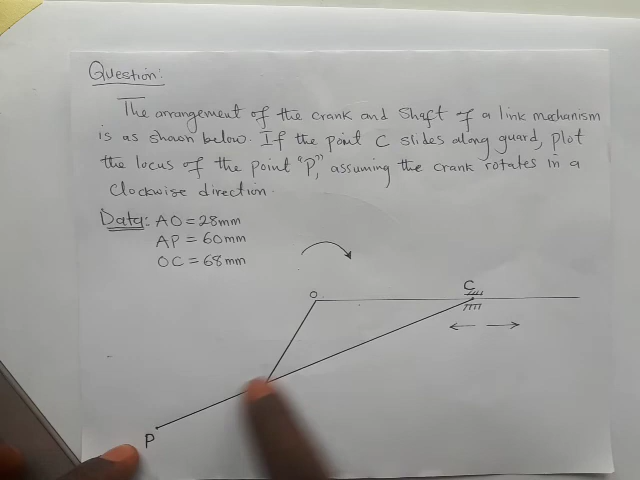 Question:
The arrangement of the crank and shaft of a link mechanism
is as shown below. If the point C slides along guard, plot
the locus of the point "P", assuming the crank rotates in a
clockwise direction.
Data: AO = 28mm
AP = 60mm
OC = 68mm
O
C
P